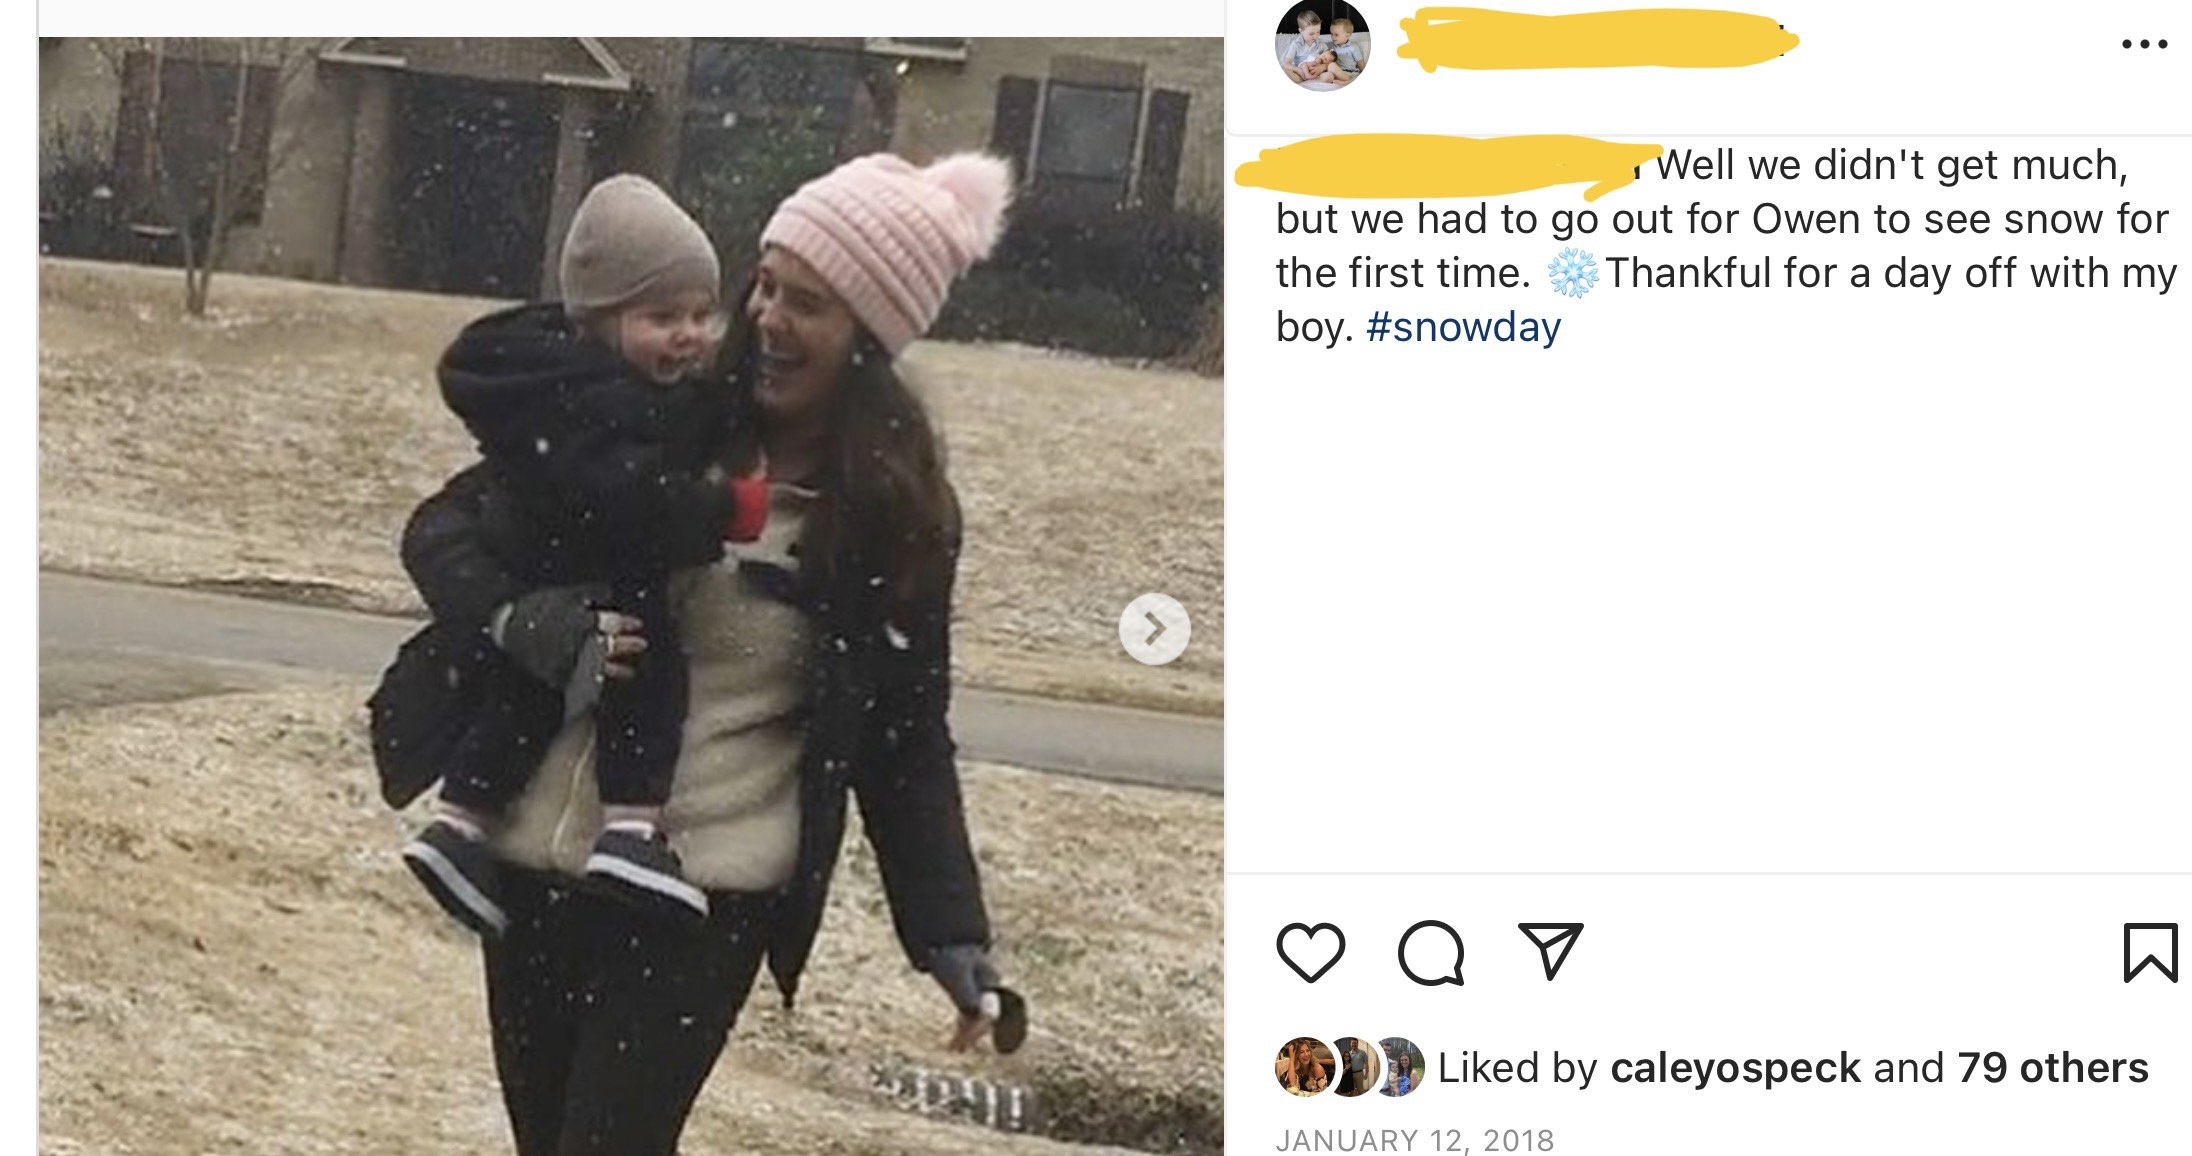 Well we didn't get much,
but we had to go out for Owen to see snow for
the first time. ❄️Thankful for a day off with my
boy. #snowday
Liked by caleyospeck and 79 others
JANUARY 12, 2018